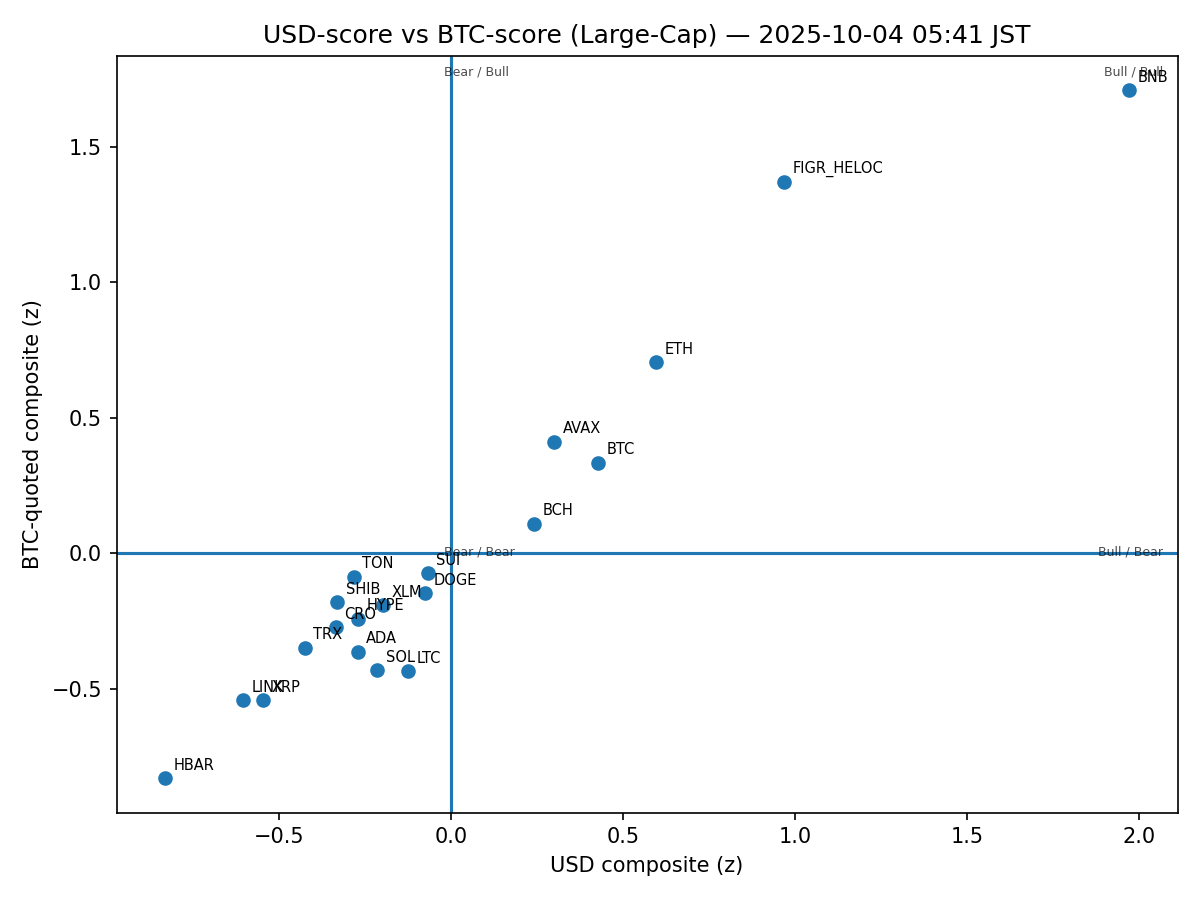 USD-score vs BTC-score (Large-Cap) — 2025-10-04 05:41 JST
Bear / Bull
Bull / Bull
BNB
FIGR_HELOC
ETH
AVAX
BTC
BCH
Bear / Bear
Bull / Bear
SUI
TON
DOGE
SHIB
XLM
HYPE
CRO
TRX
ADA
SOL
LTC
LINK
XRP
HBAR
1.5
1.0
0.5
0.0
−0.5
−0.5
0.0
0.5
1.0
1.5
2.0
BTC-quoted composite (z)
USD composite (z)